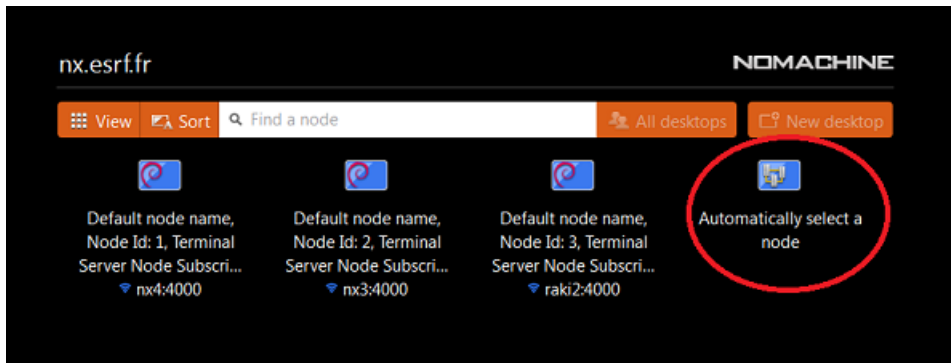 nx.esrf.fr
NOMACHINE
View Sort Find a node All desktops New desktop
Default node name,
Node Id: 1, Terminal
Server Node Subscri...
nx4:4000
Default node name,
Node Id: 2, Terminal
Server Node Subscri...
nx3:4000
Default node name,
Node Id: 3, Terminal
Server Node Subscri...
raki2:4000
Automatically select a
node